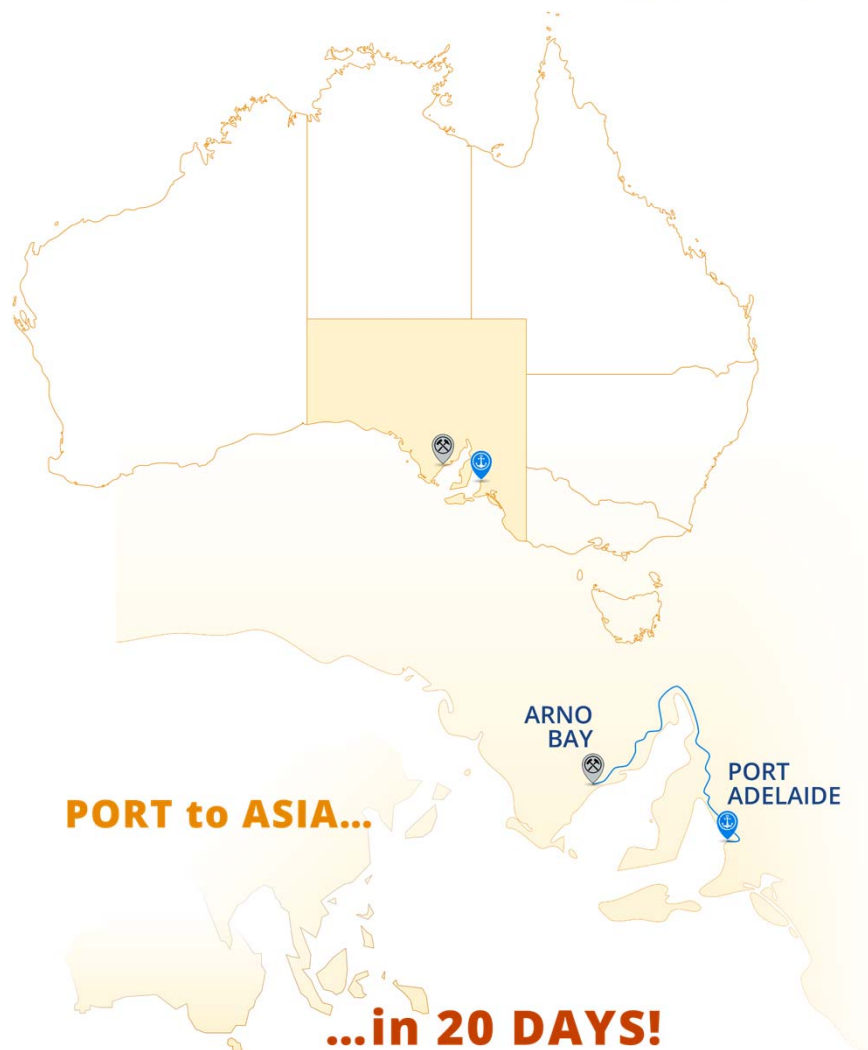 ARNO
BAY
PORT
ADELAIDE
PORT to ASIA...
...in 20 DAYS!